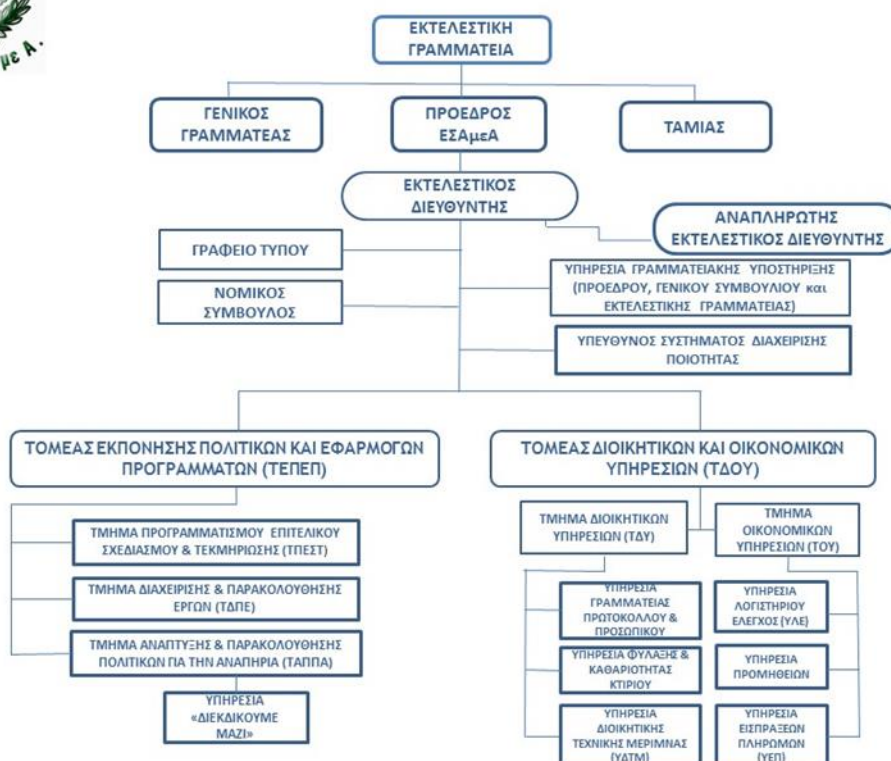 με Α.
ΕΚΤΕΛΕΣΤΙΚΗ
ΓΡΑΜΜΑΤΕΙΑ
ΓΕΝΙΚΟΣ
ΓΡΑΜΜΑΤΕΑΣ
ΠΡΟΕΔΡΟΣ
ΕΣΑμεΑ
ΤΑΜΙΑΣ
ΕΚΤΕΛΕΣΤΙΚΟΣ
ΔΙΕΥΘΥΝΤΗΣ
ΑΝΑΠΛΗΡΩΤΗΣ
ΕΚΤΕΛΕΣΤΙΚΟΣ ΔΙΕΥΘΥΝΤΗΣ
ΓΡΑΦΕΙΟ ΤΥΠΟΥ
ΥΠΗΡΕΣΙΑ ΓΡΑΜΜΑΤΕΙΑΚΗΣ ΥΠΟΣΤΗΡΙΞΗΣ
(ΠΡΟΕΔΡΟΥ, ΓΕΝΙΚΟΥ ΣΥΜΒΟΥΛΙΟΥ και
ΕΚΤΕΛΕΣΤΙΚΗΣ ΓΡΑΜΜΑΤΕΙΑΣ)
ΝΟΜΙΚΟΣ
ΣΥΜΒΟΥΛΟΣ
ΥΠΕΥΘΥΝΟΣ ΣΥΣΤΗΜΑΤΟΣ ΔΙΑΧΕΙΡΙΣΗΣ
ΠΟΙΟΤΗΤΑΣ
ΤΟΜΕΑΣ ΕΚΠΟΝΗΣΗΣ ΠΟΛΙΤΙΚΩΝ ΚΑΙ ΕΦΑΡΜΟΓΩΝ
ΠΡΟΓΡΑΜΜΑΤΩΝ (ΤΕΠΕΠ)
ΤΜΗΜΑ ΠΡΟΓΡΑΜΜΑΤΙΣΜΟΥ ΕΠΙΤΕΛΙΚΟΥ
ΣΧΕΔΙΑΣΜΟΥ & ΤΕΚΜΗΡΙΩΣΗΣ (ΤΠΕΣΤ)
ΤΜΗΜΑ ΔΙΑΧΕΙΡΙΣΗΣ & ΠΑΡΑΚΟΛΟΥΘΗΣΗΣ
ΕΡΓΩΝ (ΤΔΠΕ)
ΤΜΗΜΑ ΑΝΑΠΤΥΞΗΣ & ΠΑΡΑΚΟΛΟΥΘΗΣΗΣ
ΠΟΛΙΤΙΚΩΝ ΓΙΑ ΤΗΝ ΑΝΑΠΗΡΙΑ (ΤΑΠΠΑ)
ΥΠΗΡΕΣΙΑ
«ΔΙΕΚΔΙΚΟΥΜΕ
ΜΑΖΙ»
ΤΟΜΕΑΣ ΔΙΟΙΚΗΤΙΚΩΝ ΚΑΙ ΟΙΚΟΝΟΜΙΚΩΝ
ΥΠΗΡΕΣΙΩΝ (ΤΔΟΥ)
ΤΜΗΜΑ ΔΙΟΙΚΗΤΙΚΩΝ
ΥΠΗΡΕΣΙΩΝ (ΤΔΥ)
ΤΜΗΜΑ
ΟΙΚΟΝΟΜΙΚΩΝ
ΥΠΗΡΕΣΙΩΝ (ΤΟΥ)
ΥΠΗΡΕΣΙΑ
ΓΡΑΜΜΑΤΕΙΑΣ
ΠΡΩΤΟΚΟΛΛΟΥ &
ΠΡΟΣΩΠΙΚΟΥ
ΥΠΗΡΕΣΙΑ ΦΥΛΑΞΗΣ &
ΚΑΘΑΡΙΟΤΗΤΑΣ
ΚΤΙΡΙΟΥ
ΥΠΗΡΕΣΙΑ
ΔΙΟΙΚΗΤΙΚΗΣ
ΤΕΧΝΙΚΗΣ ΜΕΡΙΜΝΑΣ
(ΥΔΤΜ)
ΥΠΗΡΕΣΙΑ
ΛΟΓΙΣΤΗΡΙΟΥ
ΕΛΕΓΧΟΣ (ΥΛΕ)
ΥΠΗΡΕΣΙΑ
ΠΡΟΜΗΘΕΙΩΝ
ΥΠΗΡΕΣΙΑ
ΕΙΣΠΡΑΞΕΩΝ
ΠΛΗΡΩΜΩΝ
(ΥΕΠ)